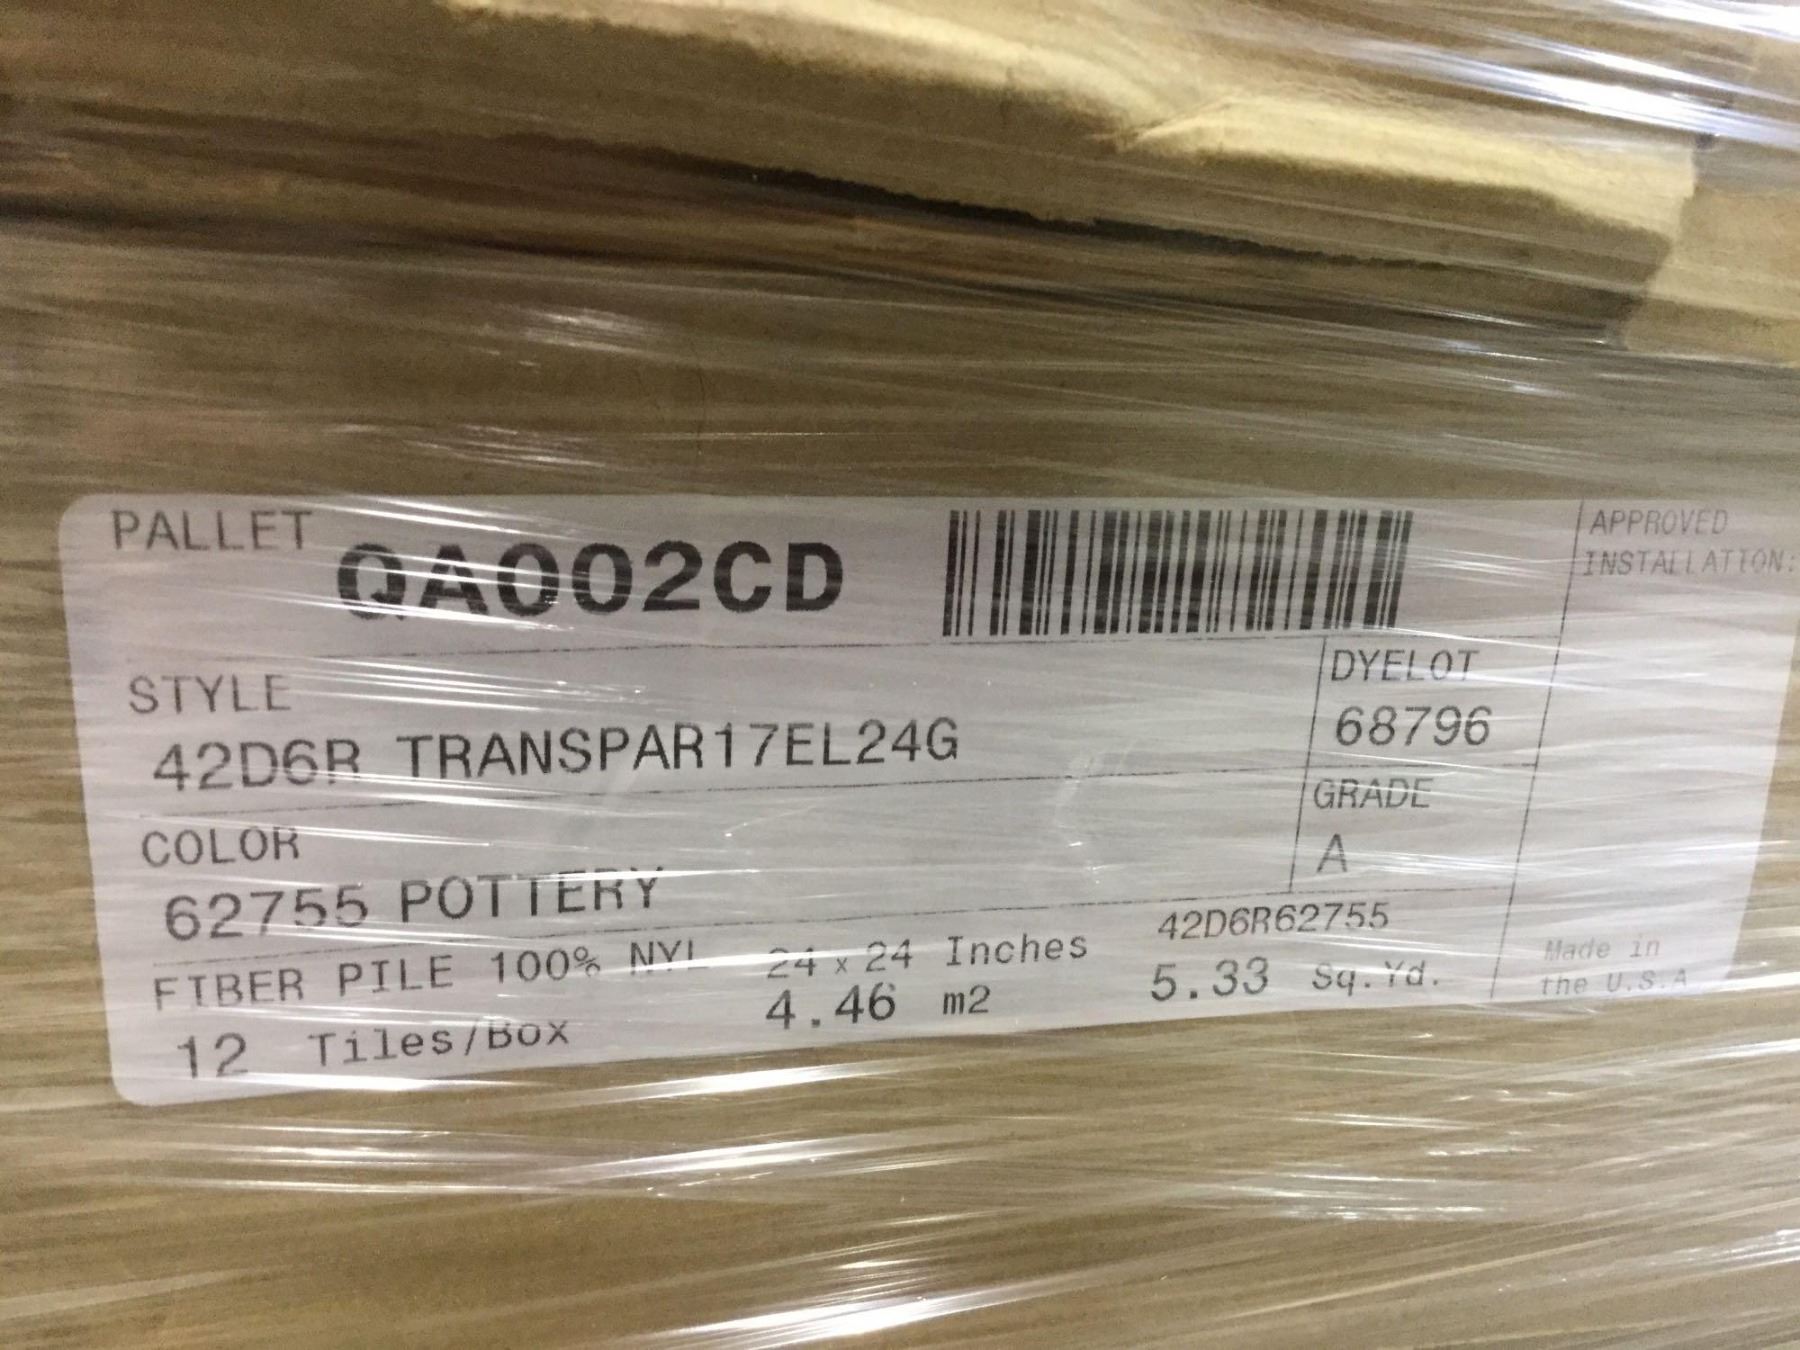 PALLET QA002CD
APPROVED
INSTALLATION:
STYLE
42D6R TRANSPAR17EL24G
DYELOT
68796
COLOR
62755 POTTERY
GRADE
A
FIBER PILE 100% NYL 24 x 24 Inches 42D6R62755
12 Tiles/Box 4.46 m2 5.33 Sq.Yd.
Made in
the U.S.A